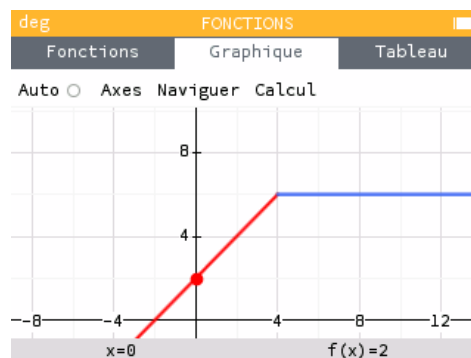 deg FONCTIONS
Fonctions Graphique Tableau
Auto Axes Naviguer Calcul
8
4
-8 -4 4 8 12
x=0 f(x)=2